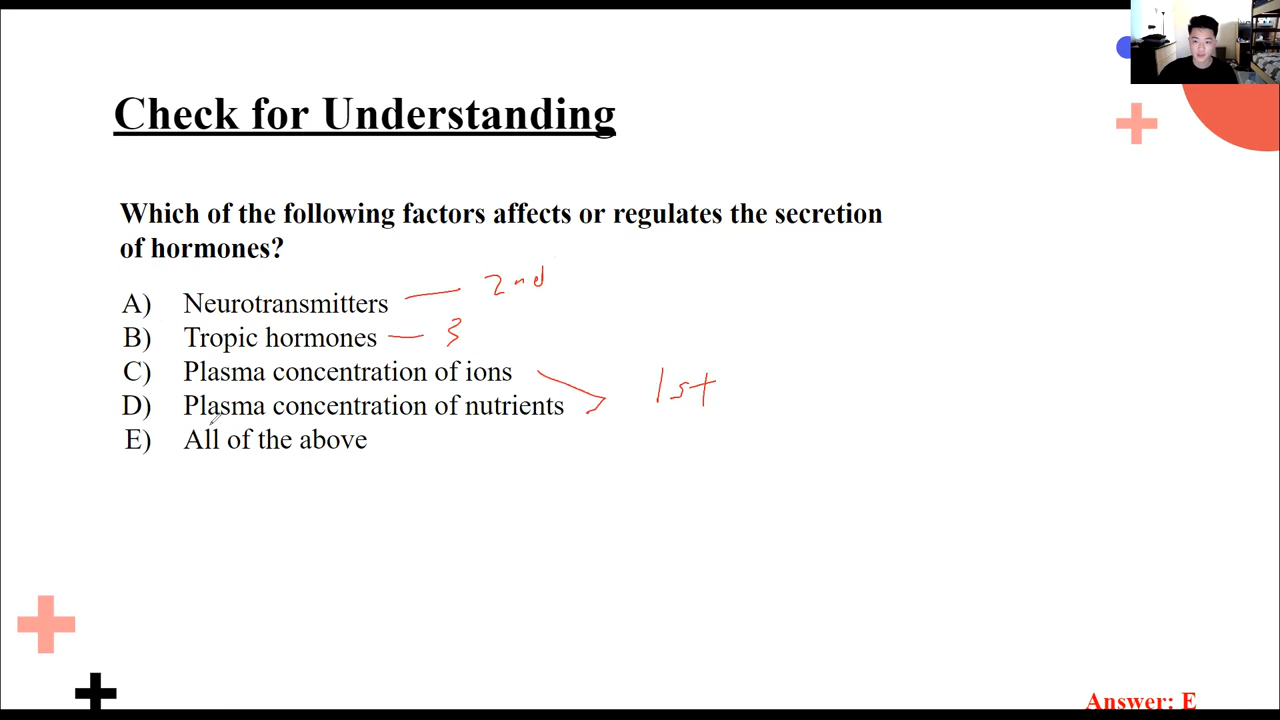 Check for Understanding
Which of the following factors affects or regulates the secretion
of hormones?
A) Neurotransmitters — 2nd
B) Tropic hormones — 3
C) Plasma concentration of ions
1st
D) Plasma concentration of nutrients
E) All of the above
Answer: E